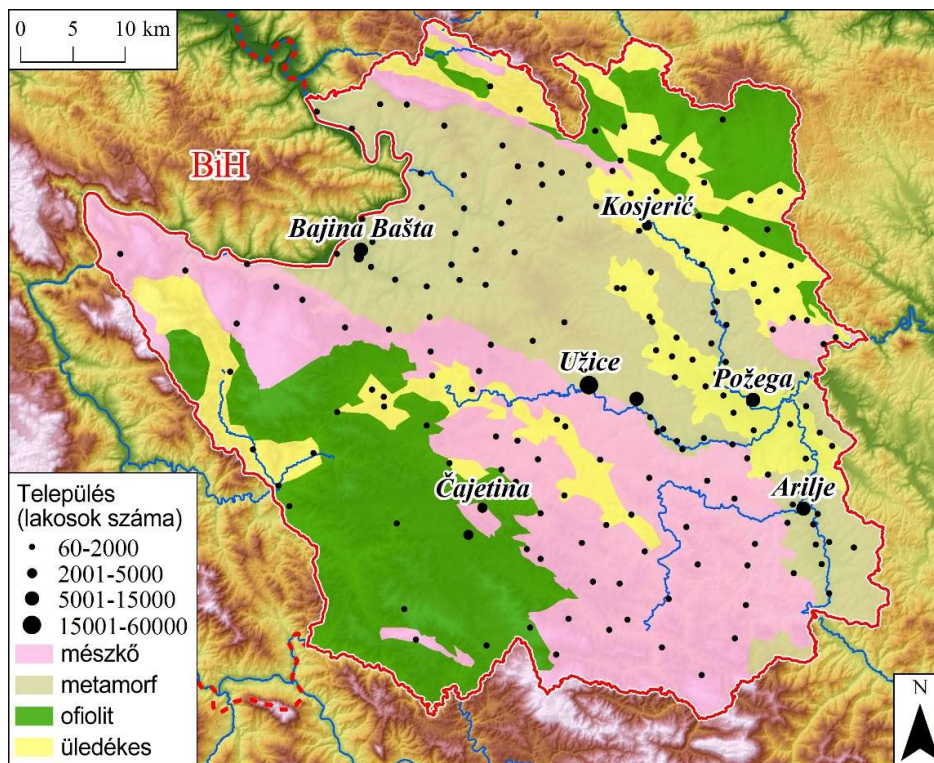 0 5 10 km
BiH
Bajina Bašta
Kosjerić
Užice
Požega
Čajetina
Arilje
Település
(lakosok száma)
60-2000
2001-5000
5001-15000
15001-60000
mészkő
metamorf
ofiolit
üledékes
N